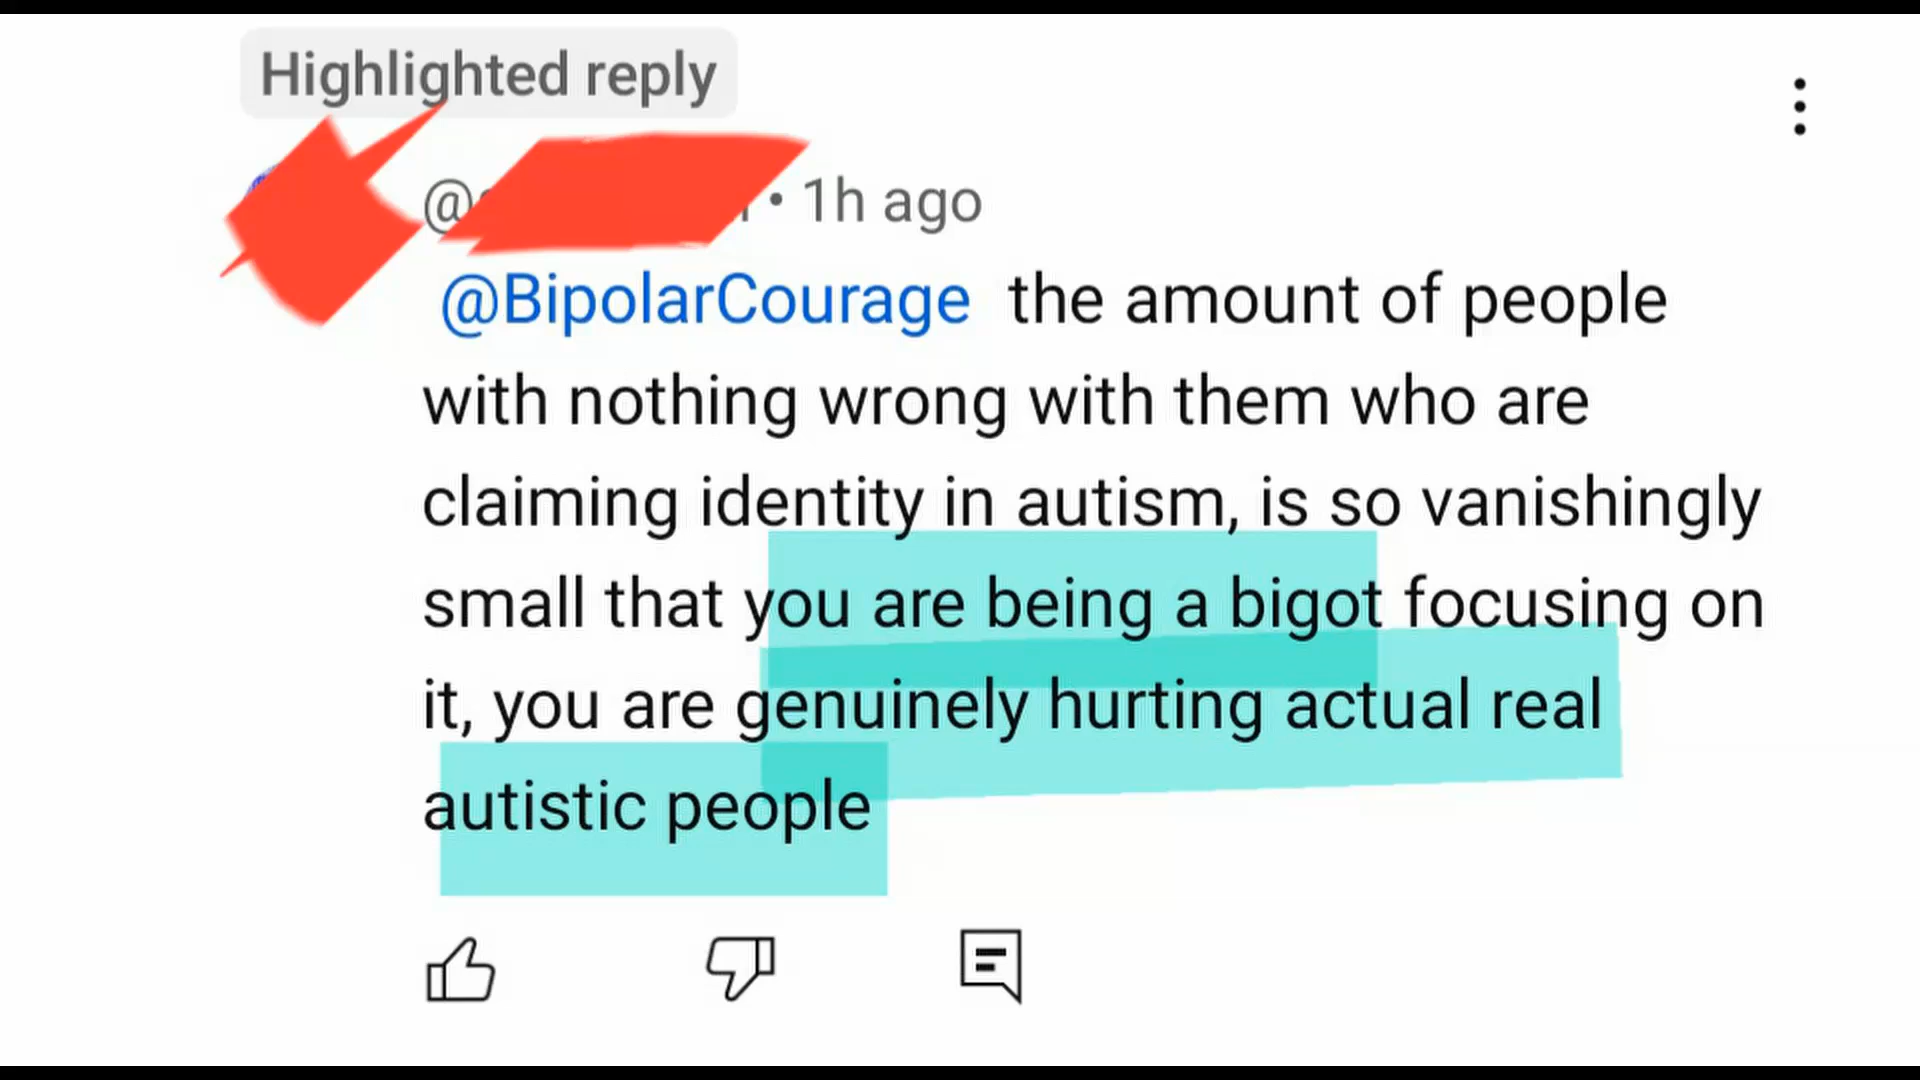 Highlighted reply
• 1h ago
@BipolarCourage the amount of people
with nothing wrong with them who are
claiming identity in autism, is so vanishingly
small that you are being a bigot focusing on
it, you are genuinely hurting actual real
autistic people